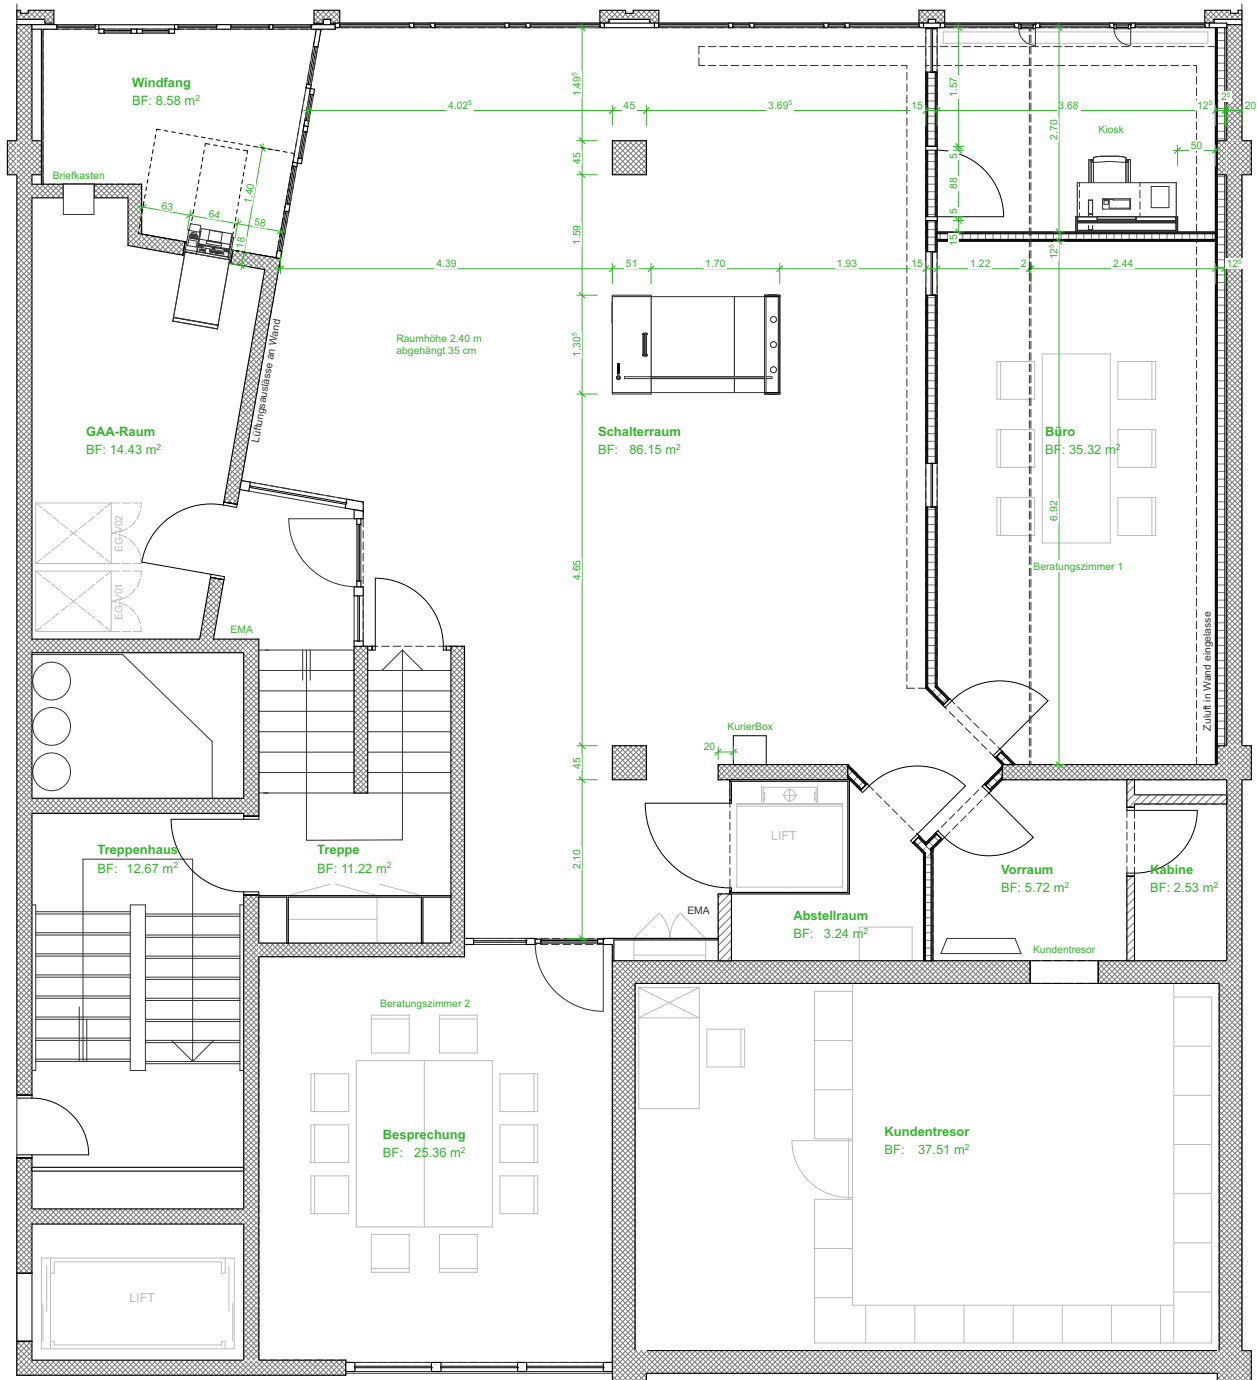 Windfang
BF: 8.58 m²
Briefkasten
63
64
58
1.40
18
4.02⁵
45
3.69⁵
15
3.68
12⁵
2⁵
20
1.49⁵
45
1.59
1.57
5
88
5
15
2.70
12⁵
Kiosk
50
4.39
51
1.70
1.93
15
1.22
2
2.44
12⁵
Raumhöhe 2.40 m
abgehängt 35 cm
1.30⁵
Lüftungsauslässe an Wand
GAA-Raum
BF: 14.43 m²
Schalterraum
BF: 86.15 m²
Büro
BF: 35.32 m²
6.92
Beratungszimmer 1
EG-V02
EG-V01
EMA
4.65
Zuluft in Wand eingelasse
KurierBox
20
45
2.10
LIFT
Treppenhaus
BF: 12.67 m²
Treppe
BF: 11.22 m²
Vorraum
BF: 5.72 m²
Kabine
BF: 2.53 m²
EMA
Abstellraum
BF: 3.24 m²
Kundentresor
Beratungszimmer 2
Besprechung
BF: 25.36 m²
Kundentresor
BF: 37.51 m²
LIFT